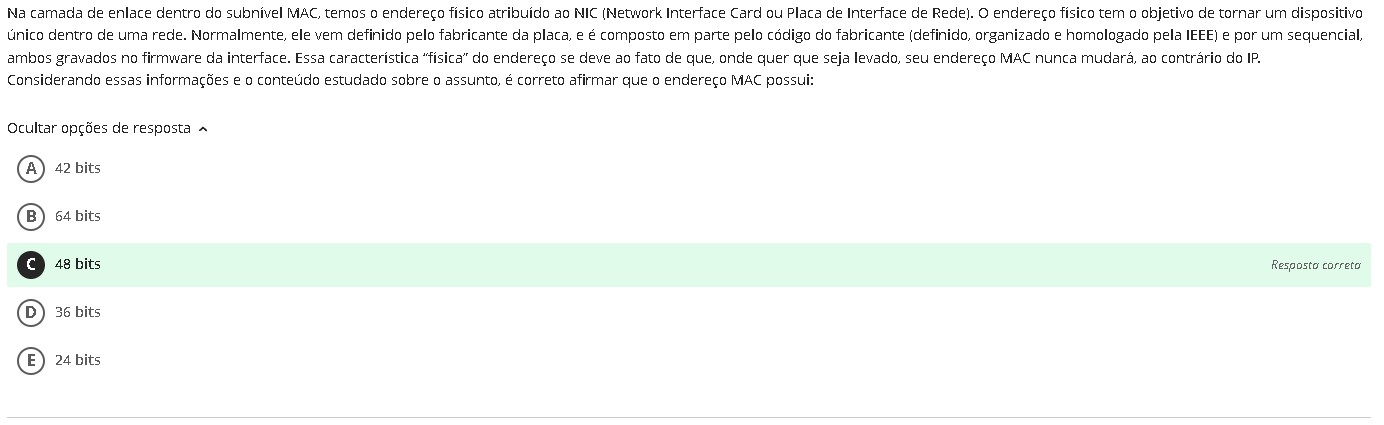 Na camada de enlace dentro do subnível MAC, temos o endereço físico atribuído ao NIC (Network Interface Card ou Placa de Interface de Rede). O endereço físico tem o objetivo de tornar um dispositivo
único dentro de uma rede. Normalmente, ele vem definido pelo fabricante da placa, e é composto em parte pelo código do fabricante (definido, organizado e homologado pela IEEE) e por um sequencial,
ambos gravados no firmware da interface. Essa característica “física” do endereço se deve ao fato de que, onde quer que seja levado, seu endereço MAC nunca mudará, ao contrário do IP.
Considerando essas informações e o conteúdo estudado sobre o assunto, é correto afirmar que o endereço MAC possui:
Ocultar opções de resposta
A 42 bits
B 64 bits
C 48 bits Resposta correta
D 36 bits
E 24 bits